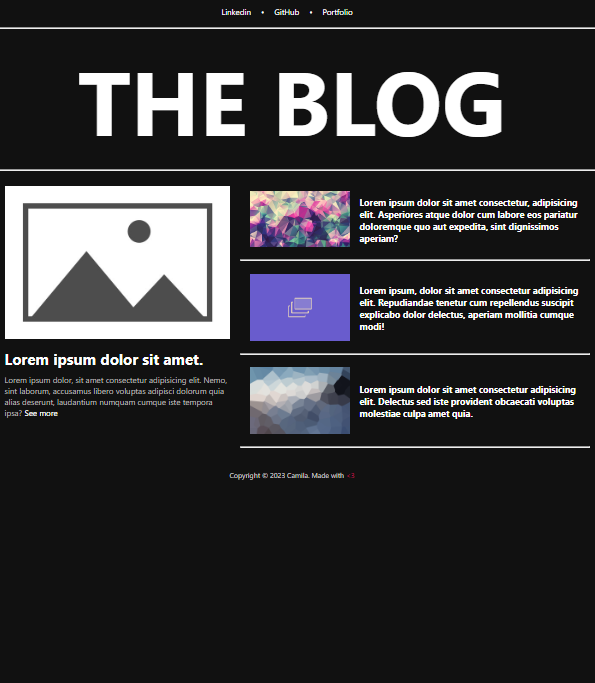 Linkedin • GitHub • Portfolio
THE BLOG
Lorem ipsum dolor sit amet.
Lorem ipsum dolor, sit amet consectetur adipisicing elit. Nemo,
sint laborum, accusamus libero voluptas adipisci dolorum quia
alias deserunt, laudantium numquam cumque iste tempora
ipsa? See more
Lorem ipsum dolor sit amet consectetur, adipisicing
elit. Asperiores atque dolor cum labore eos pariatur
doloremque quo aut expedita, sint dignissimos
aperiam?
Lorem ipsum, dolor sit amet consectetur adipisicing
elit. Repudiandae tenetur cum repellendus suscipit
explicabo dolor delectus, aperiam mollitia cumque
modi!
Lorem ipsum dolor sit amet consectetur adipisicing
elit. Delectus sed iste provident obcaecati voluptas
molestiae culpa amet quia.
Copyright © 2023 Camila. Made with <3